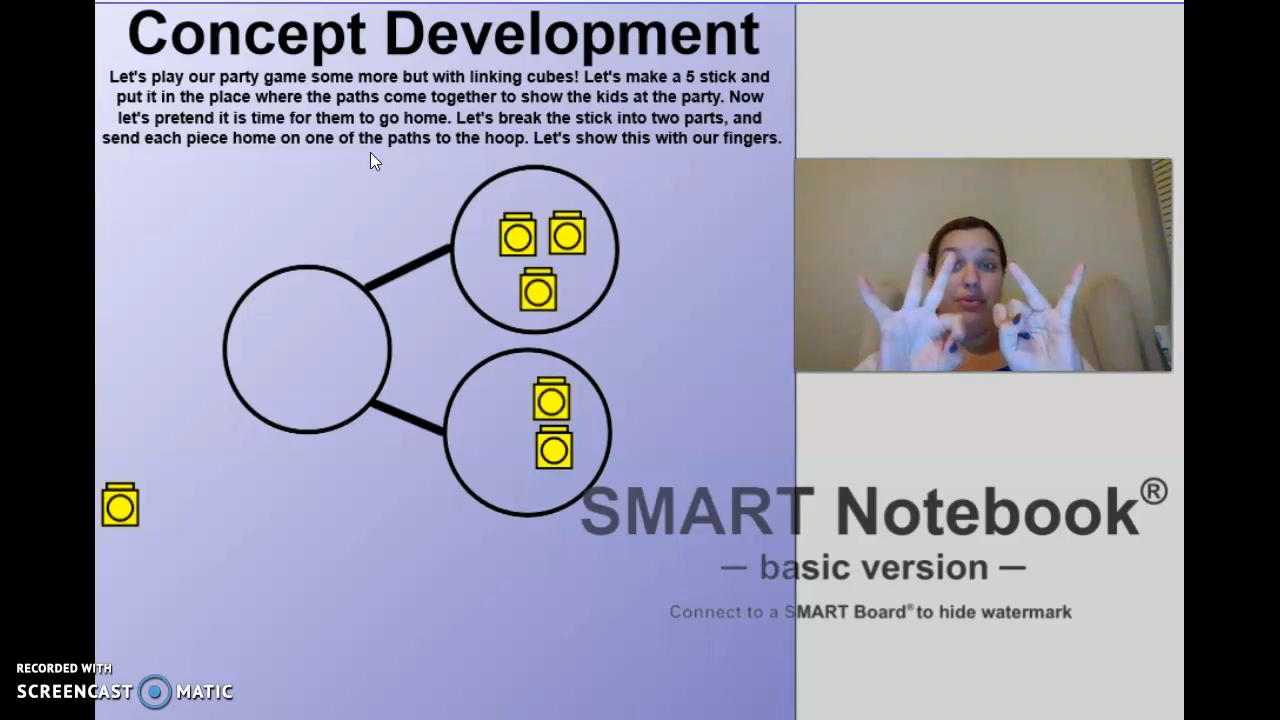 Concept Development
Let's play our party game some more but with linking cubes! Let's make a 5 stick and
put it in the place where the paths come together to show the kids at the party. Now
let's pretend it is time for them to go home. Let's break the stick into two parts, and
send each piece home on one of the paths to the hoop. Let's show this with our fingers.
SMART Notebook®
— basic version —
Connect to a SMART Board® to hide watermark
RECORDED WITH
SCREENCAST MATIC